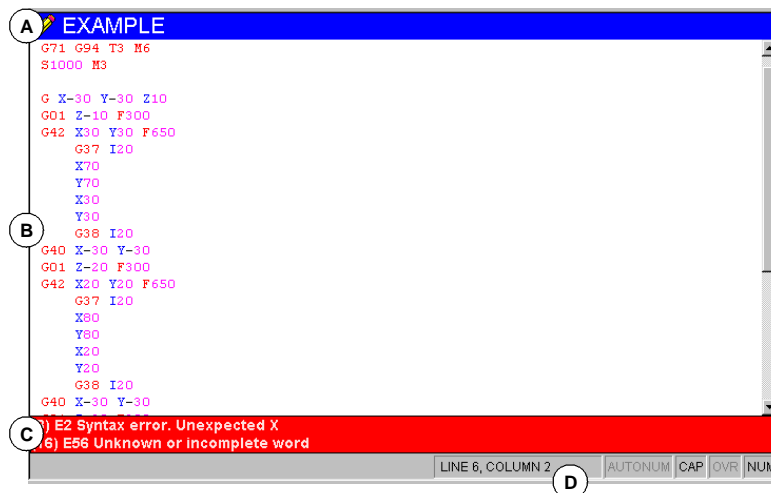 A EXAMPLE
G71 G94 T3 M6
S1000 M3
G X-30 Y-30 Z10
G01 Z-10 F300
G42 X30 Y30 F650
G37 I20
X70
Y70
X30
Y30
B
G38 I20
G40 X-30 Y-30
G01 Z-20 F300
G42 X20 Y20 F650
G37 I20
X80
Y80
X20
Y20
G38 I20
G40 X-30 Y-30
C ) E2 Syntax error. Unexpected X
6) E56 Unknown or incomplete word
LINE 6, COLUMN 2 AUTONUM CAP OVR NUM
D